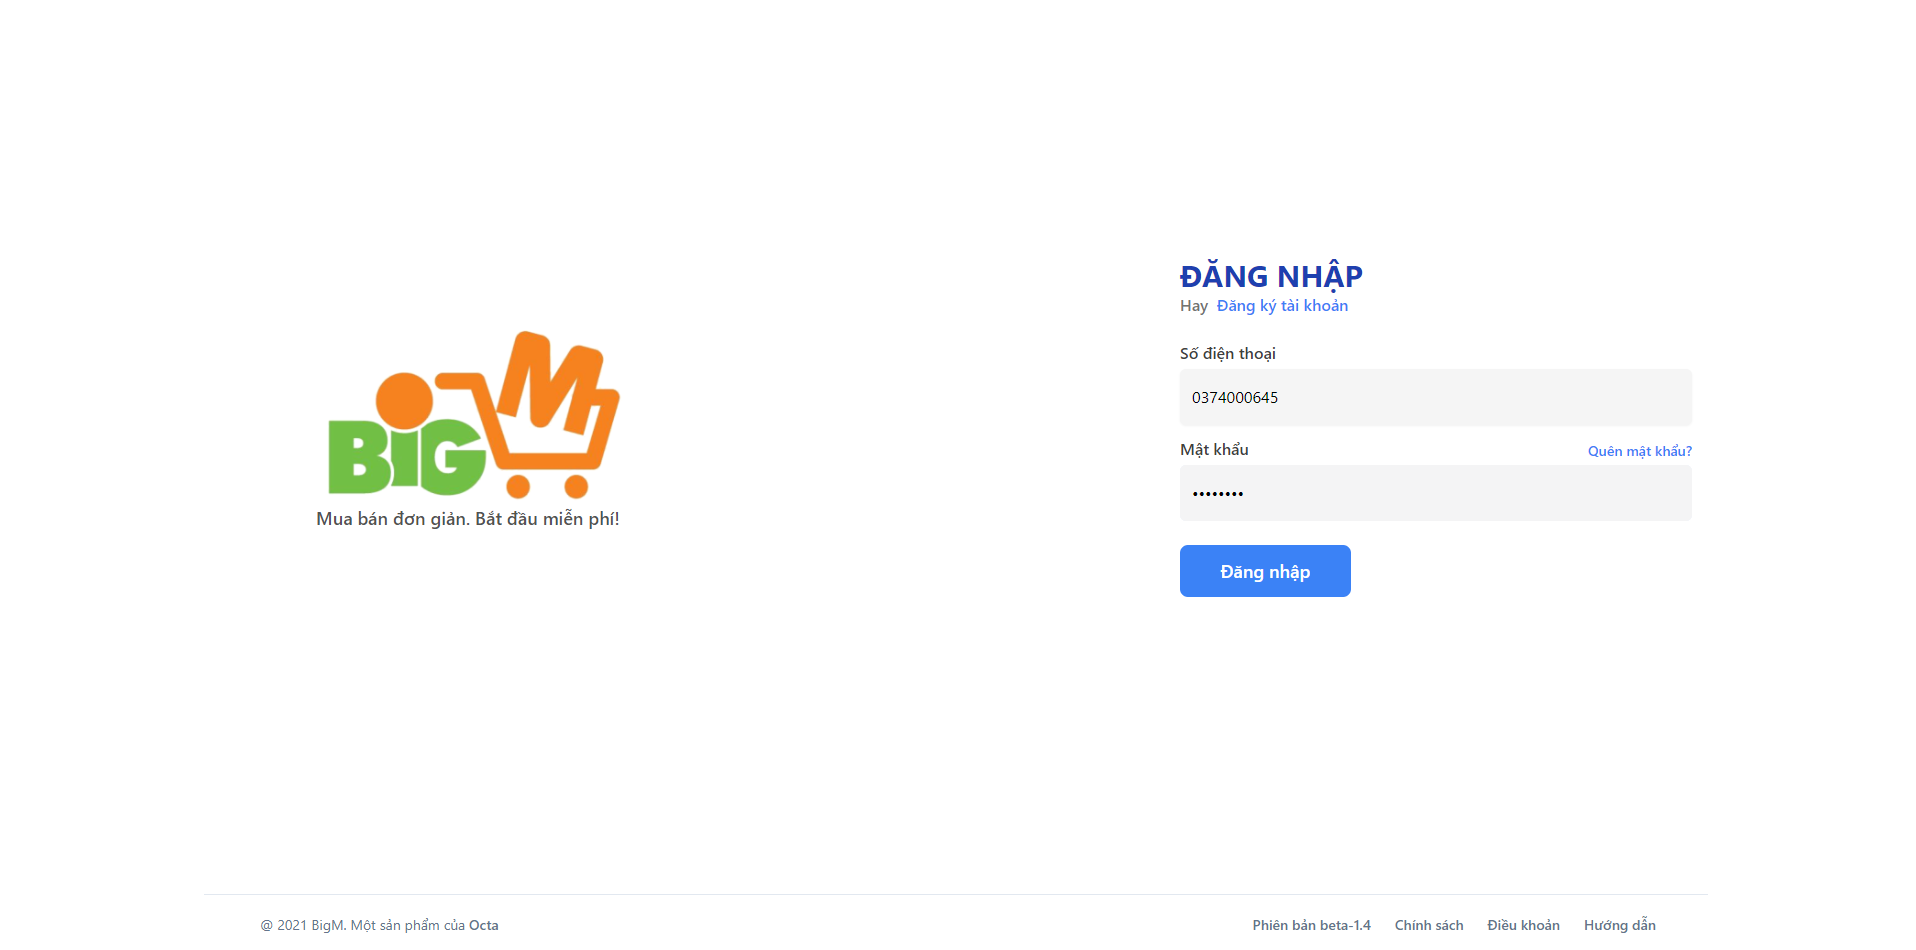 BiG M
Mua bán đơn giản. Bắt đầu miễn phí!
ĐĂNG NHẬP
Hay Đăng ký tài khoản
Số điện thoại
0374000645
Mật khẩu
Quên mật khẩu?
••••••••
Đăng nhập
@ 2021 BigM. Một sản phẩm của Octa
Phiên bản beta-1.4 Chính sách Điều khoản Hướng dẫn